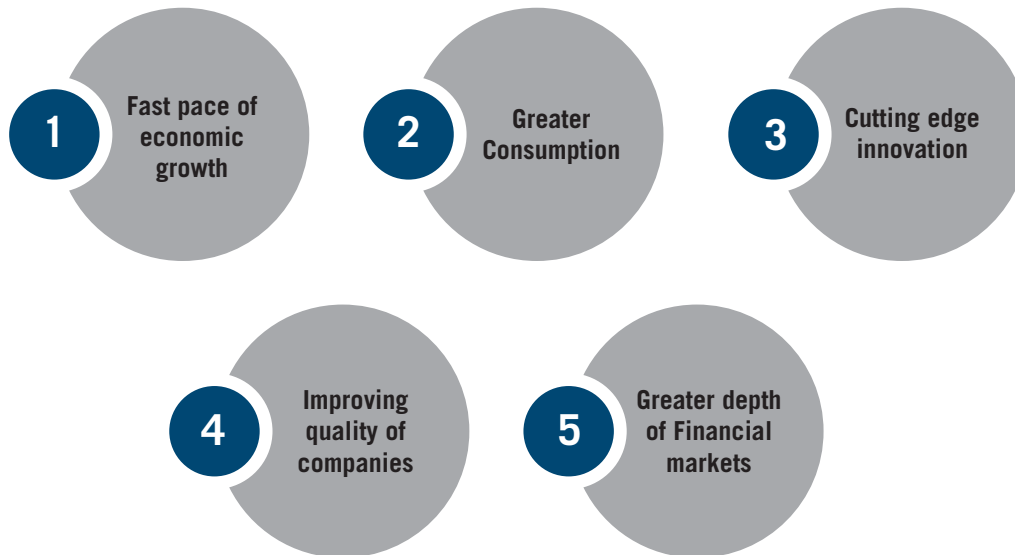 1
Fast pace of
economic
growth
2
Greater
Consumption
3
Cutting edge
innovation
4
Improving
quality of
companies
5
Greater depth
of Financial
markets